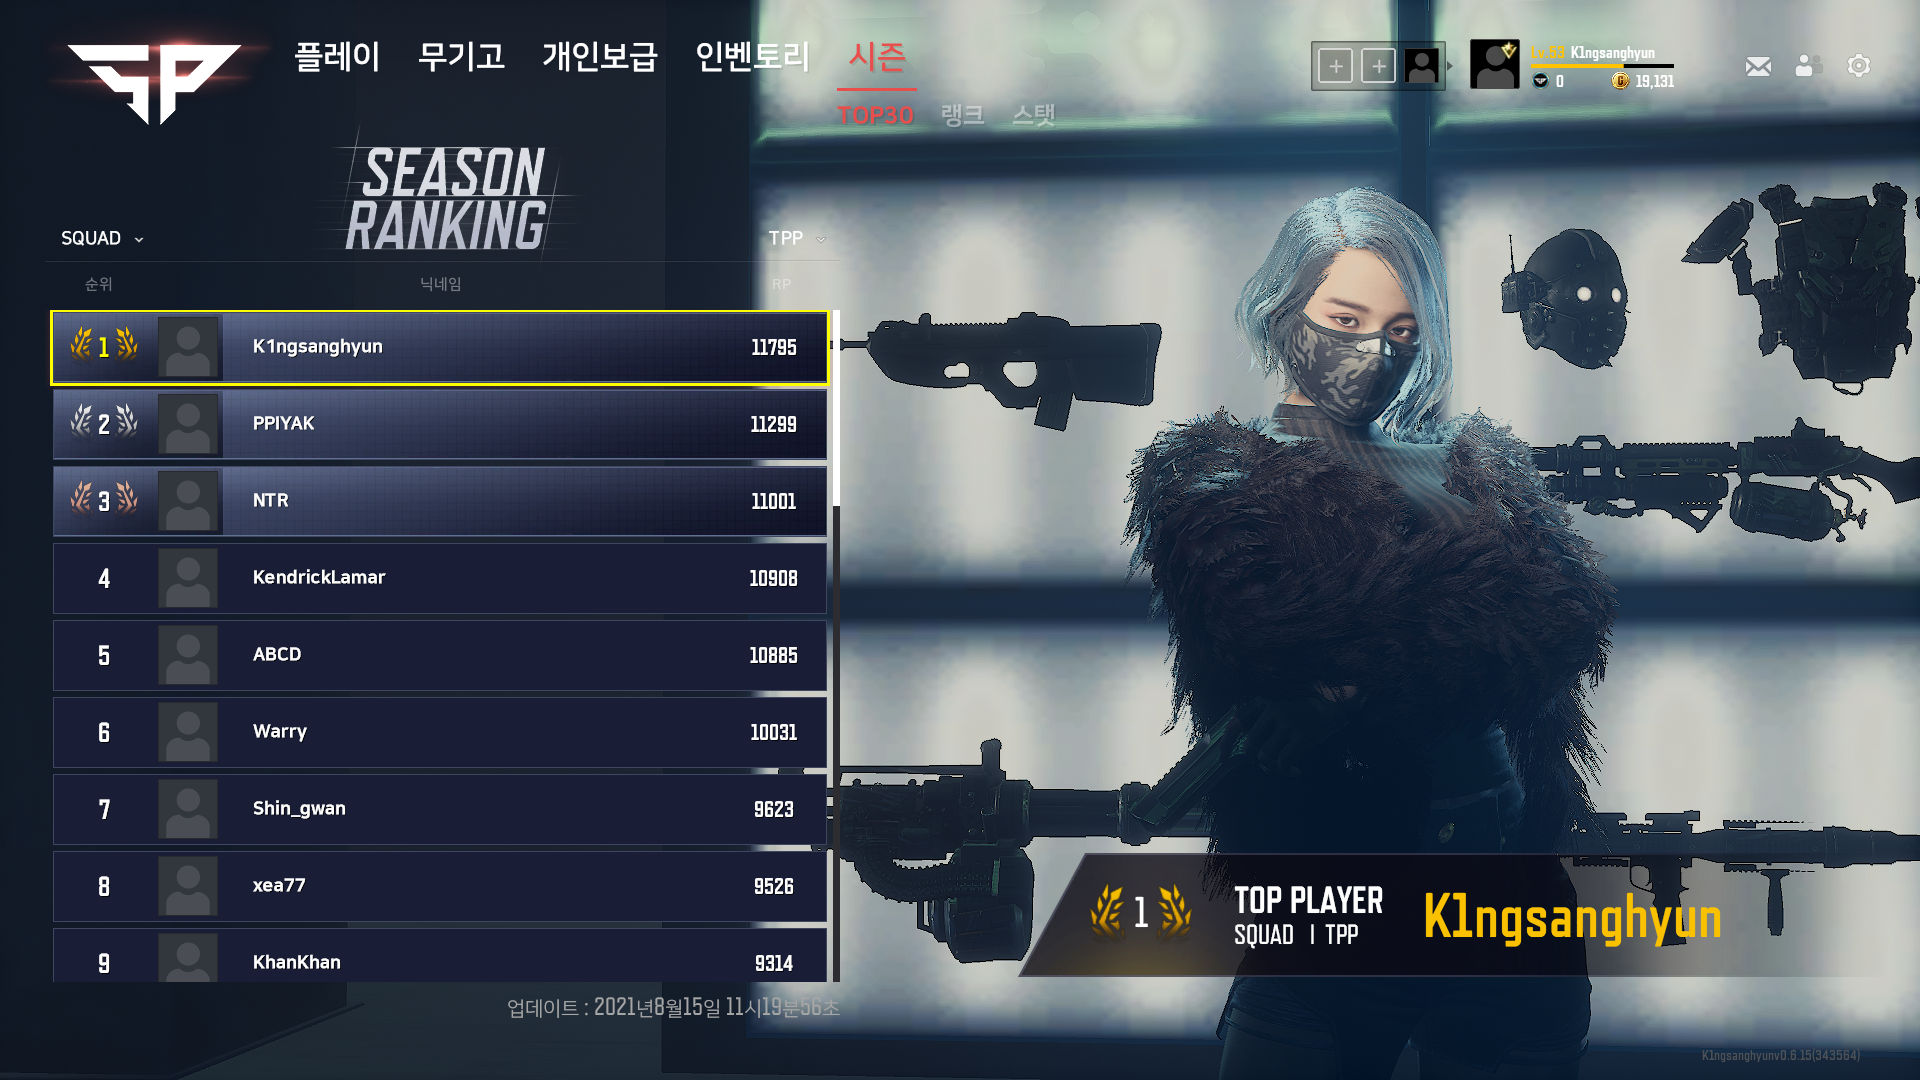 플레이 무기고 개인보급 인벤토리 시즌
Lv.53 K1ngsanghyun
0 19,131
TOP30 랭크 스탯
SEASON
RANKING
SQUAD TPP
순위 닉네임 RP
1 K1ngsanghyun 11795
2 PPIYAK 11299
3 NTR 11001
4 KendrickLamar 10908
5 ABCD 10885
6 Warry 10031
7 Shin_gwan 9623
8 xea77 9526
9 KhanKhan 9314
1 TOP PLAYER K1ngsanghyun
SQUAD | TPP
업데이트 : 2021년8월15일 11시19분56초
K1ngsanghyunv0.6.15(343564)